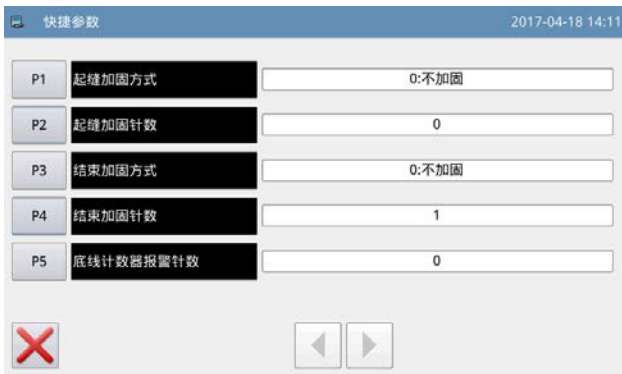 快捷参数 2017-04-18 14:11
P1 起缝加固方式 0:不加固
P2 起缝加固针数 0
P3 结束加固方式 0:不加固
P4 结束加固针数 1
P5 底线计数器报警针数 0